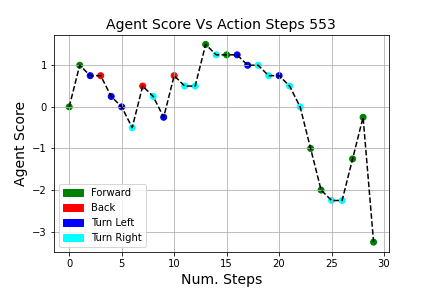 Agent Score Vs Action Steps 553
Agent Score
1
0
−1
−2
−3
Forward
Back
Turn Left
Turn Right
0 5 10 15 20 25 30
Num. Steps